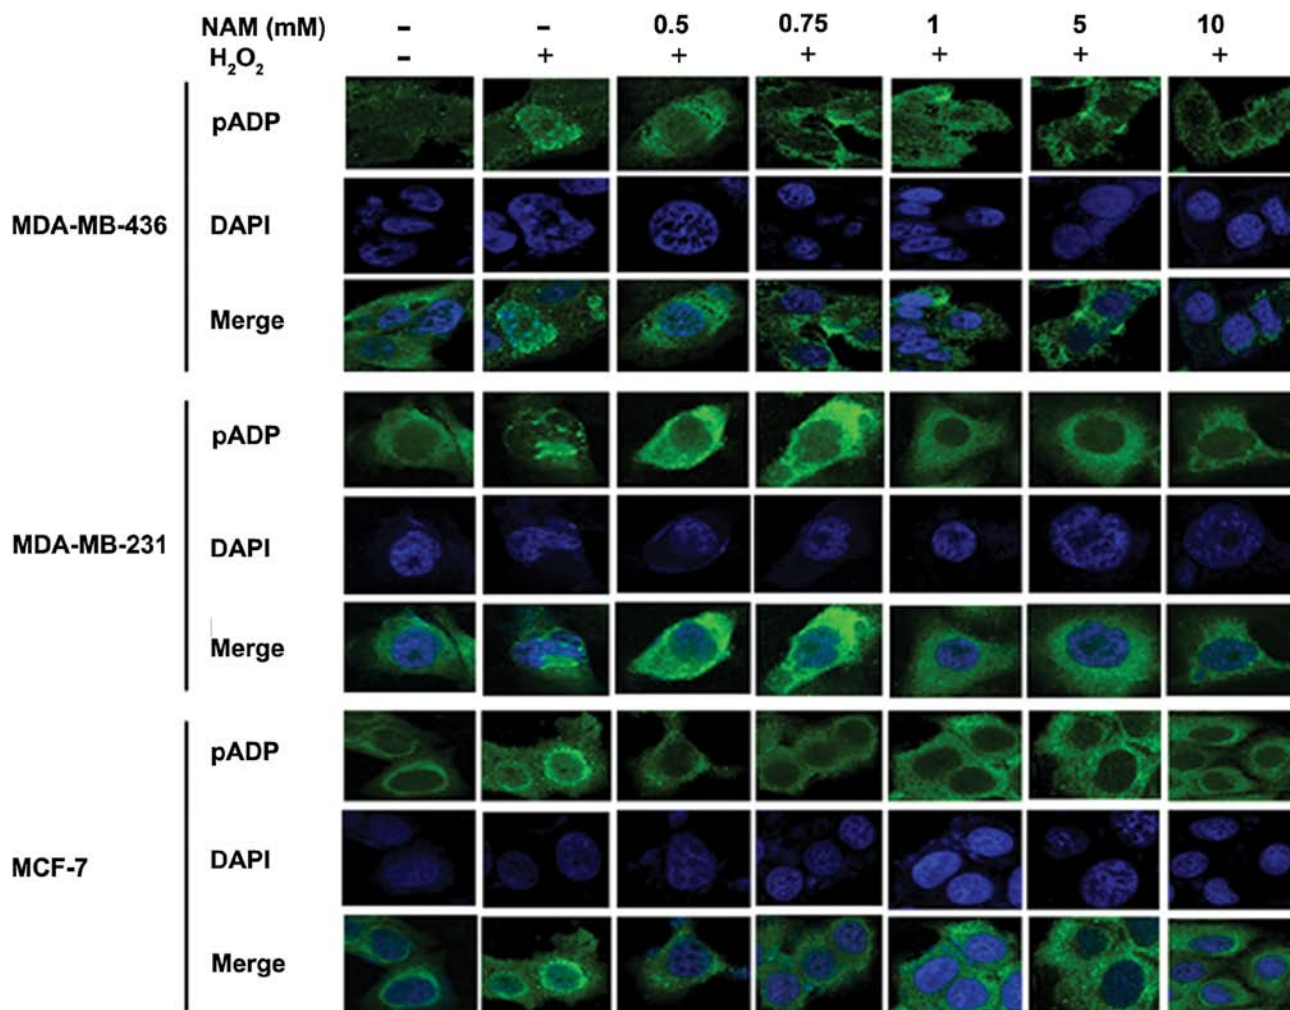 NAM (mM) – – 0.5 0.75 1 5 10
H₂O₂ – + + + + + +
pADP
MDA-MB-436 DAPI
Merge
pADP
MDA-MB-231 DAPI
Merge
pADP
MCF-7 DAPI
Merge